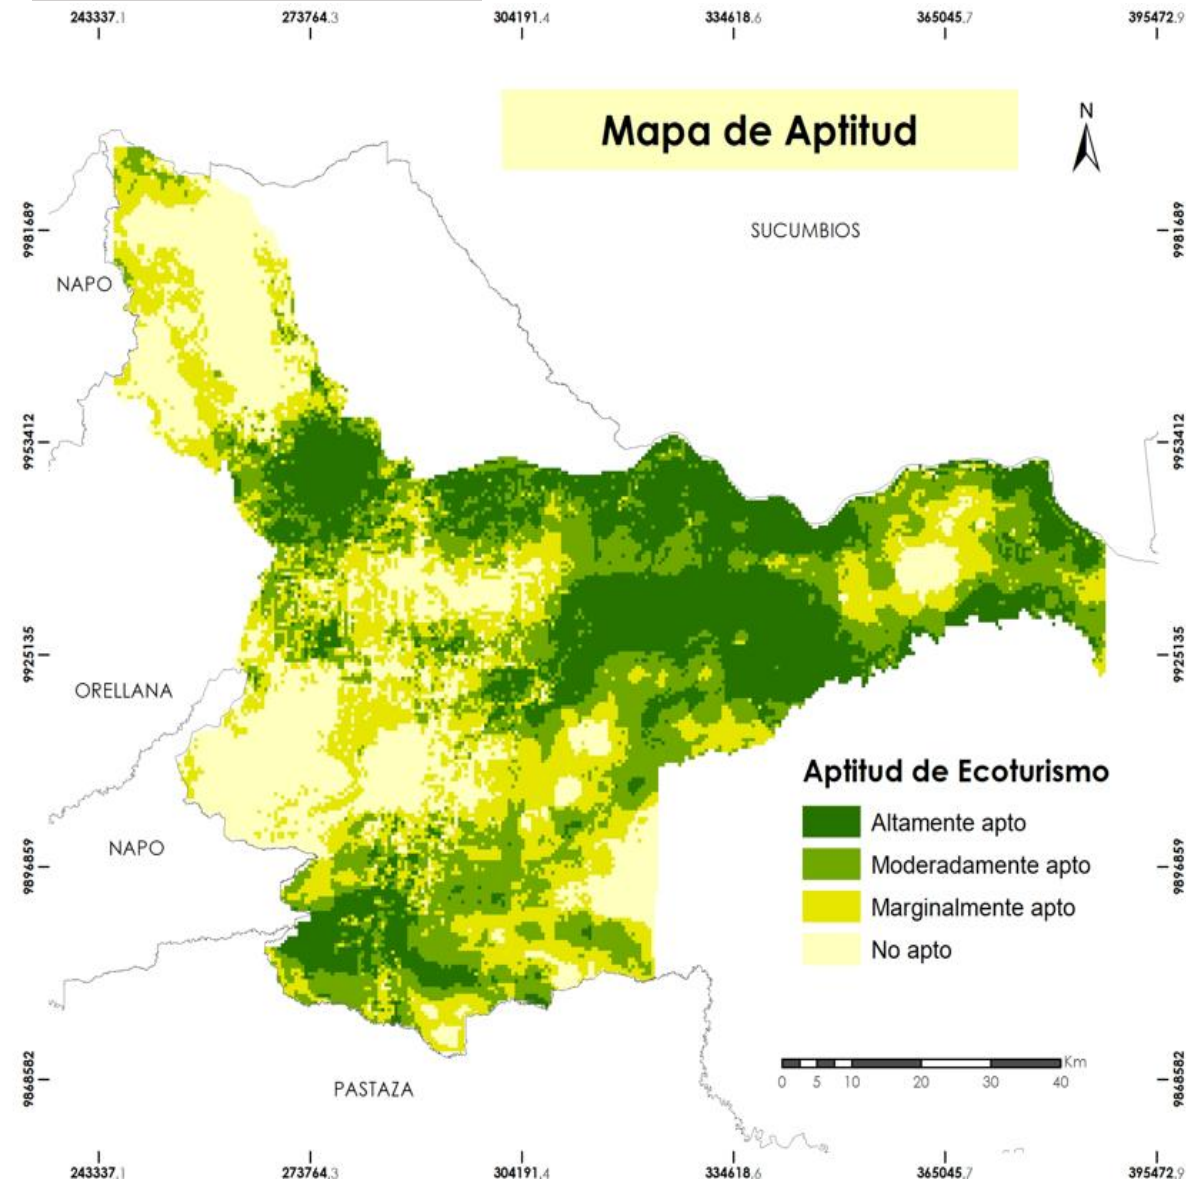 243337.1 273764.3 304191.4 334618.6 365045.7 395472.9
Mapa de Aptitud
N
SUCUMBIOS
9981689 9981689
NAPO
9953412 9953412
9925135 9925135
ORELLANA
Aptitud de Ecoturismo
Altamente apto
NAPO
Moderadamente apto
9896859 9896859
Marginalmente apto
No apto
Km
0 5 10 20 30 40
9868582 9868582
PASTAZA
243337.1 273764.3 304191.4 334618.6 365045.7 395472.9